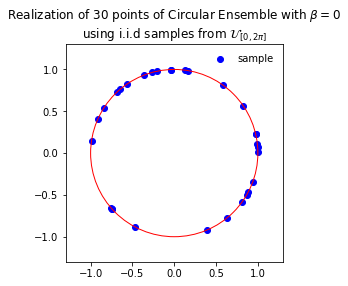 Realization of 30 points of Circular Ensemble with β = 0
using i.i.d samples from 𝒰[0, 2π]
sample
1.0
0.5
0.0
−0.5
−1.0
−1.0 −0.5 0.0 0.5 1.0